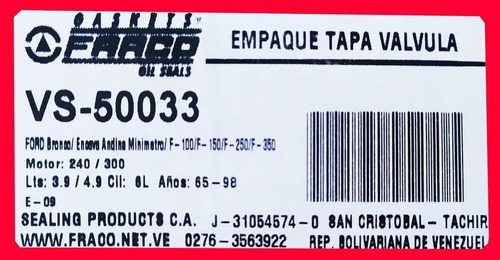 GASKETS
FRACO
OIL SEALS
EMPAQUE TAPA VALVULA
VS-50033
FORD Bronco/ Encava Andina Minimetro/ F-100/F-150/F-250/F-350
Motor: 240 / 300
Lts: 3.9 / 4.9 Cil: 6L Años: 65-98
E-09
SEALING PRODUCTS C.A. J-31054574-0 SAN CRISTOBAL- TACHIR
WWW.FRACO.NET.VE 0276-3563922 REP. BOLIVARIANA DE VENEZUEL